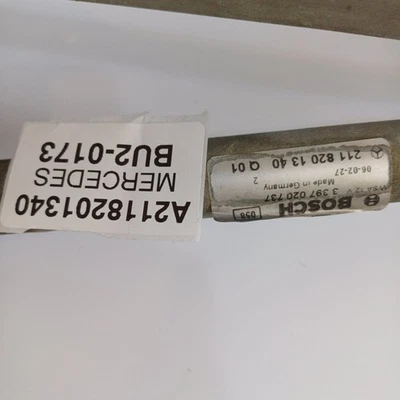 A2118201340
MERCEDES
BU2-0173
BOSCH
058
3 397 020 737
Made in Germany
2
06-02-27
211 820 13 40 Q 01